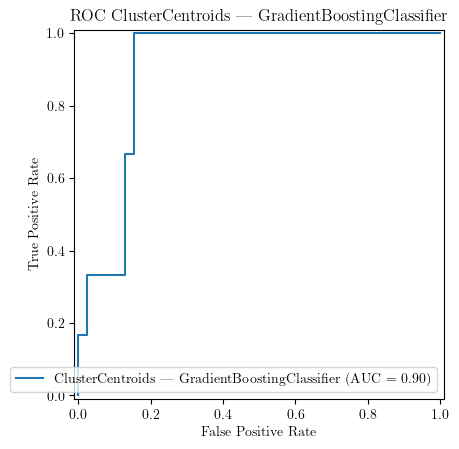 ROC ClusterCentroids — GradientBoostingClassifier
1.0
0.8
0.6
0.4
0.2
0.0
True Positive Rate
ClusterCentroids — GradientBoostingClassifier (AUC = 0.90)
0.0 0.2 0.4 0.6 0.8 1.0
False Positive Rate